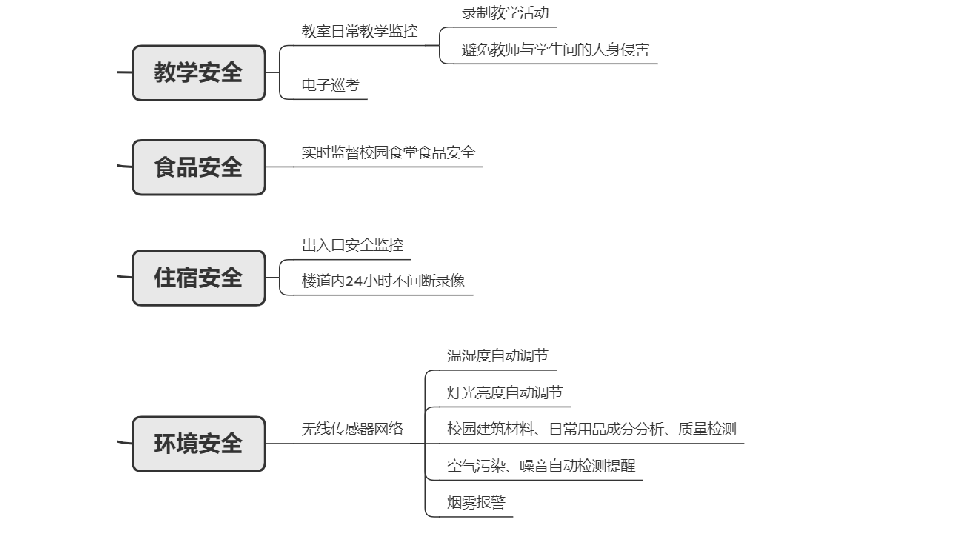 录制教学活动
教室日常教学监控
避免教师与学生间的人身侵害
教学安全
电子巡考
实时监督校园食堂食品安全
食品安全
出入口安全监控
住宿安全
楼道内24小时不间断录像
温湿度自动调节
灯光亮度自动调节
无线传感器网络
校园建筑材料、日常用品成分分析、质量检测
环境安全
空气污染、噪音自动检测提醒
烟雾报警